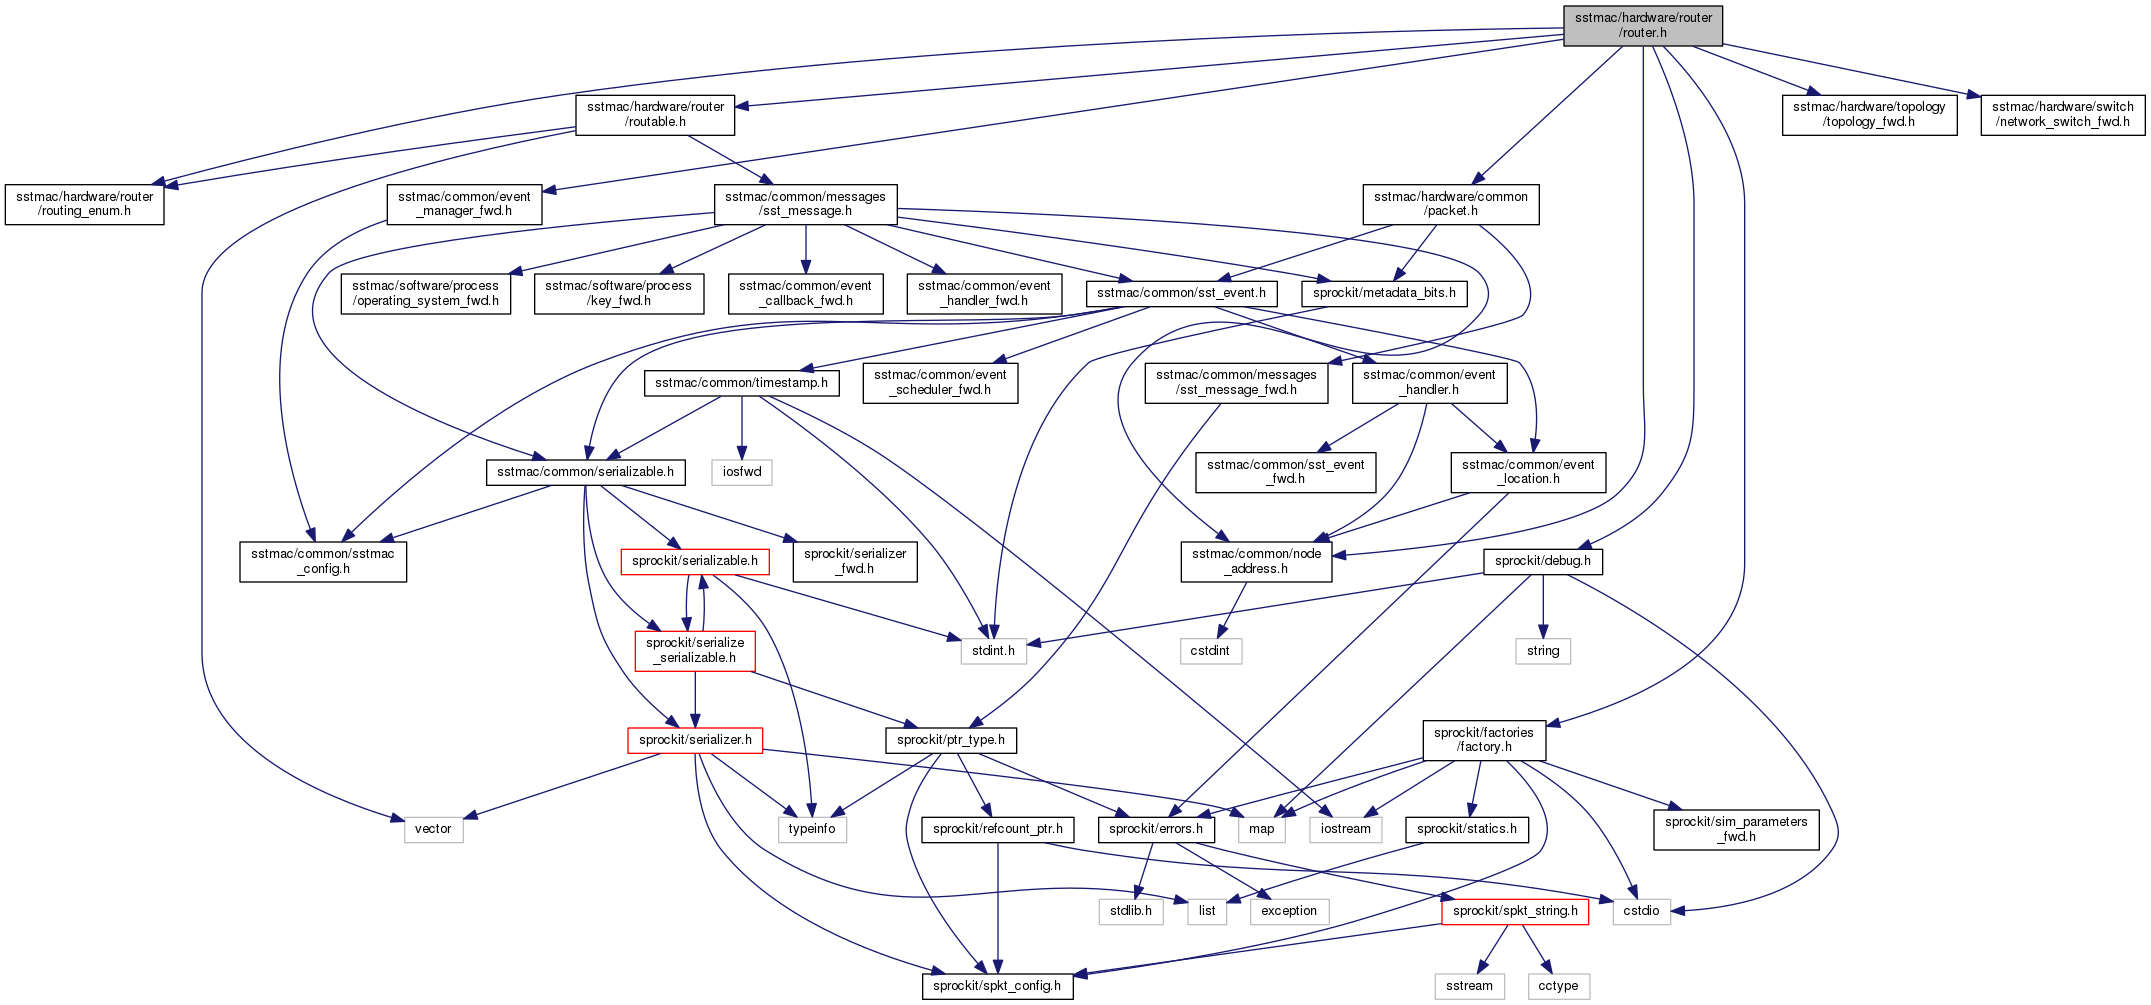 sstmac/hardware/router
/router.h
sstmac/hardware/router
/routable.h
sstmac/hardware/topology
/topology_fwd.h
sstmac/hardware/switch
/network_switch_fwd.h
sstmac/hardware/router
/routing_enum.h
sstmac/common/event
_manager_fwd.h
sstmac/common/messages
/sst_message.h
sstmac/hardware/common
/packet.h
sstmac/software/process
/operating_system_fwd.h
sstmac/software/process
/key_fwd.h
sstmac/common/event
_callback_fwd.h
sstmac/common/event
_handler_fwd.h
sstmac/common/sst_event.h
sprockit/metadata_bits.h
sstmac/common/timestamp.h
sstmac/common/event
_scheduler_fwd.h
sstmac/common/messages
/sst_message_fwd.h
sstmac/common/event
_handler.h
sstmac/common/serializable.h
iosfwd
sstmac/common/sst_event
_fwd.h
sstmac/common/event
_location.h
sstmac/common/sstmac
_config.h
sprockit/serializable.h
sprockit/serializer
_fwd.h
sstmac/common/node
_address.h
sprockit/debug.h
sprockit/serialize
_serializable.h
stdint.h
cstdint
string
sprockit/serializer.h
sprockit/ptr_type.h
sprockit/factories
/factory.h
vector
typeinfo
sprockit/refcount_ptr.h
sprockit/errors.h
map
iostream
sprockit/statics.h
sprockit/sim_parameters
_fwd.h
stdlib.h
list
exception
sprockit/spkt_string.h
cstdio
sprockit/spkt_config.h
sstream
cctype